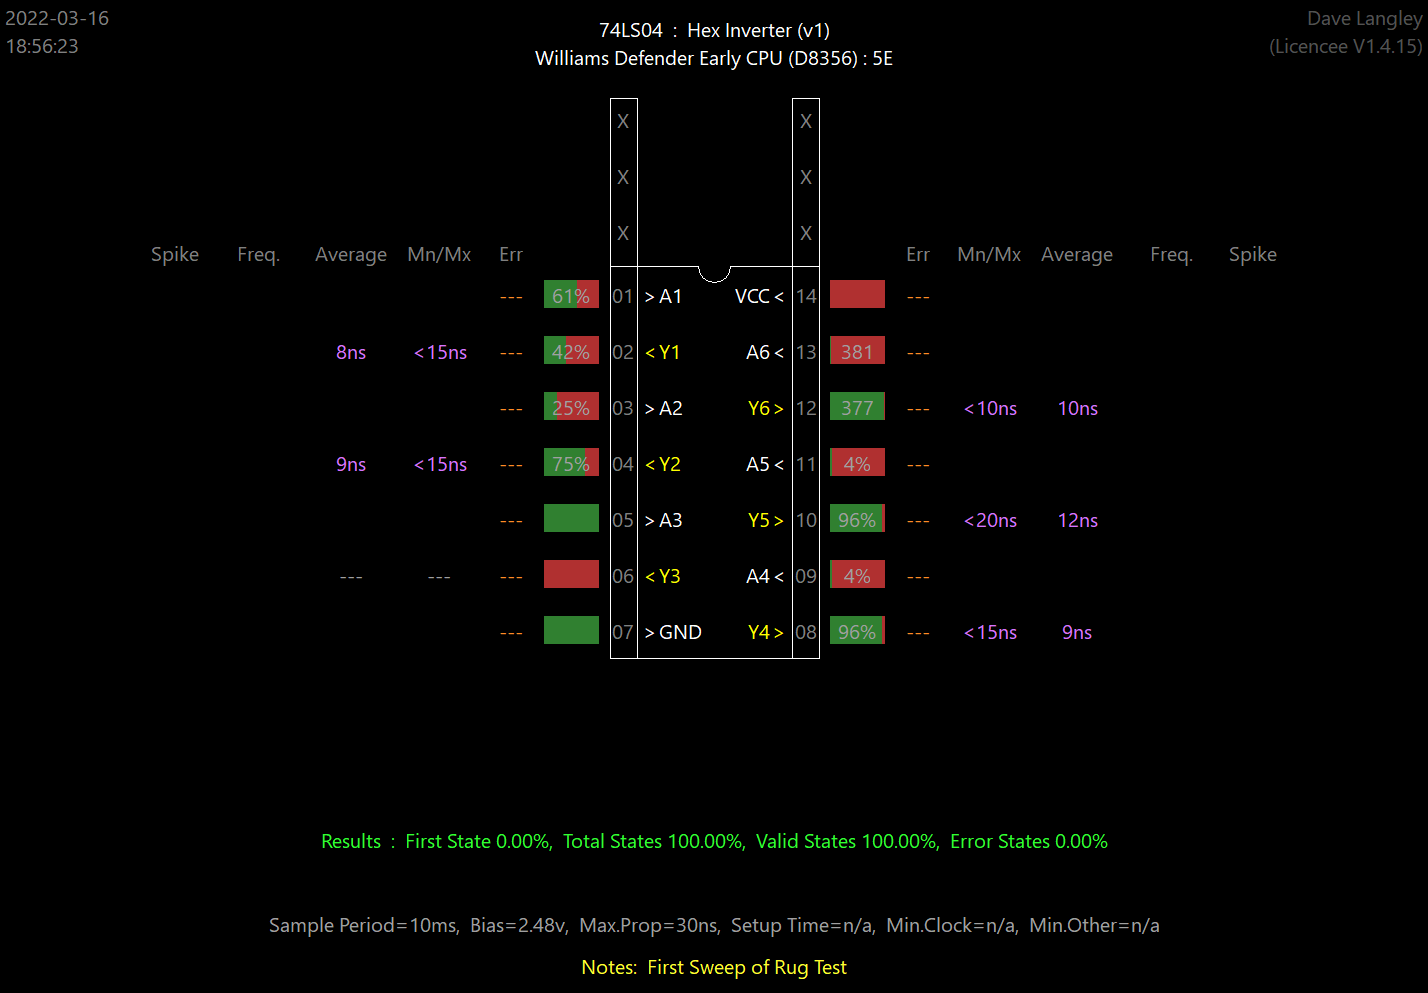 2022-03-16
18:56:23
74LS04 : Hex Inverter (v1)
Williams Defender Early CPU (D8356) : 5E
Dave Langley
(Licencee V1.4.15)
X X
X X
X X
Spike Freq. Average Mn/Mx Err Err Mn/Mx Average Freq. Spike
--- 61% 01 > A1 VCC < 14 ---
8ns <15ns --- 42% 02 < Y1 A6 < 13 381 ---
--- 25% 03 > A2 Y6 > 12 377 --- <10ns 10ns
9ns <15ns --- 75% 04 < Y2 A5 < 11 4% ---
--- 05 > A3 Y5 > 10 96% --- <20ns 12ns
--- --- --- 06 < Y3 A4 < 09 4% ---
--- 07 > GND Y4 > 08 96% --- <15ns 9ns
Results : First State 0.00%, Total States 100.00%, Valid States 100.00%, Error States 0.00%
Sample Period=10ms, Bias=2.48v, Max.Prop=30ns, Setup Time=n/a, Min.Clock=n/a, Min.Other=n/a
Notes: First Sweep of Rug Test